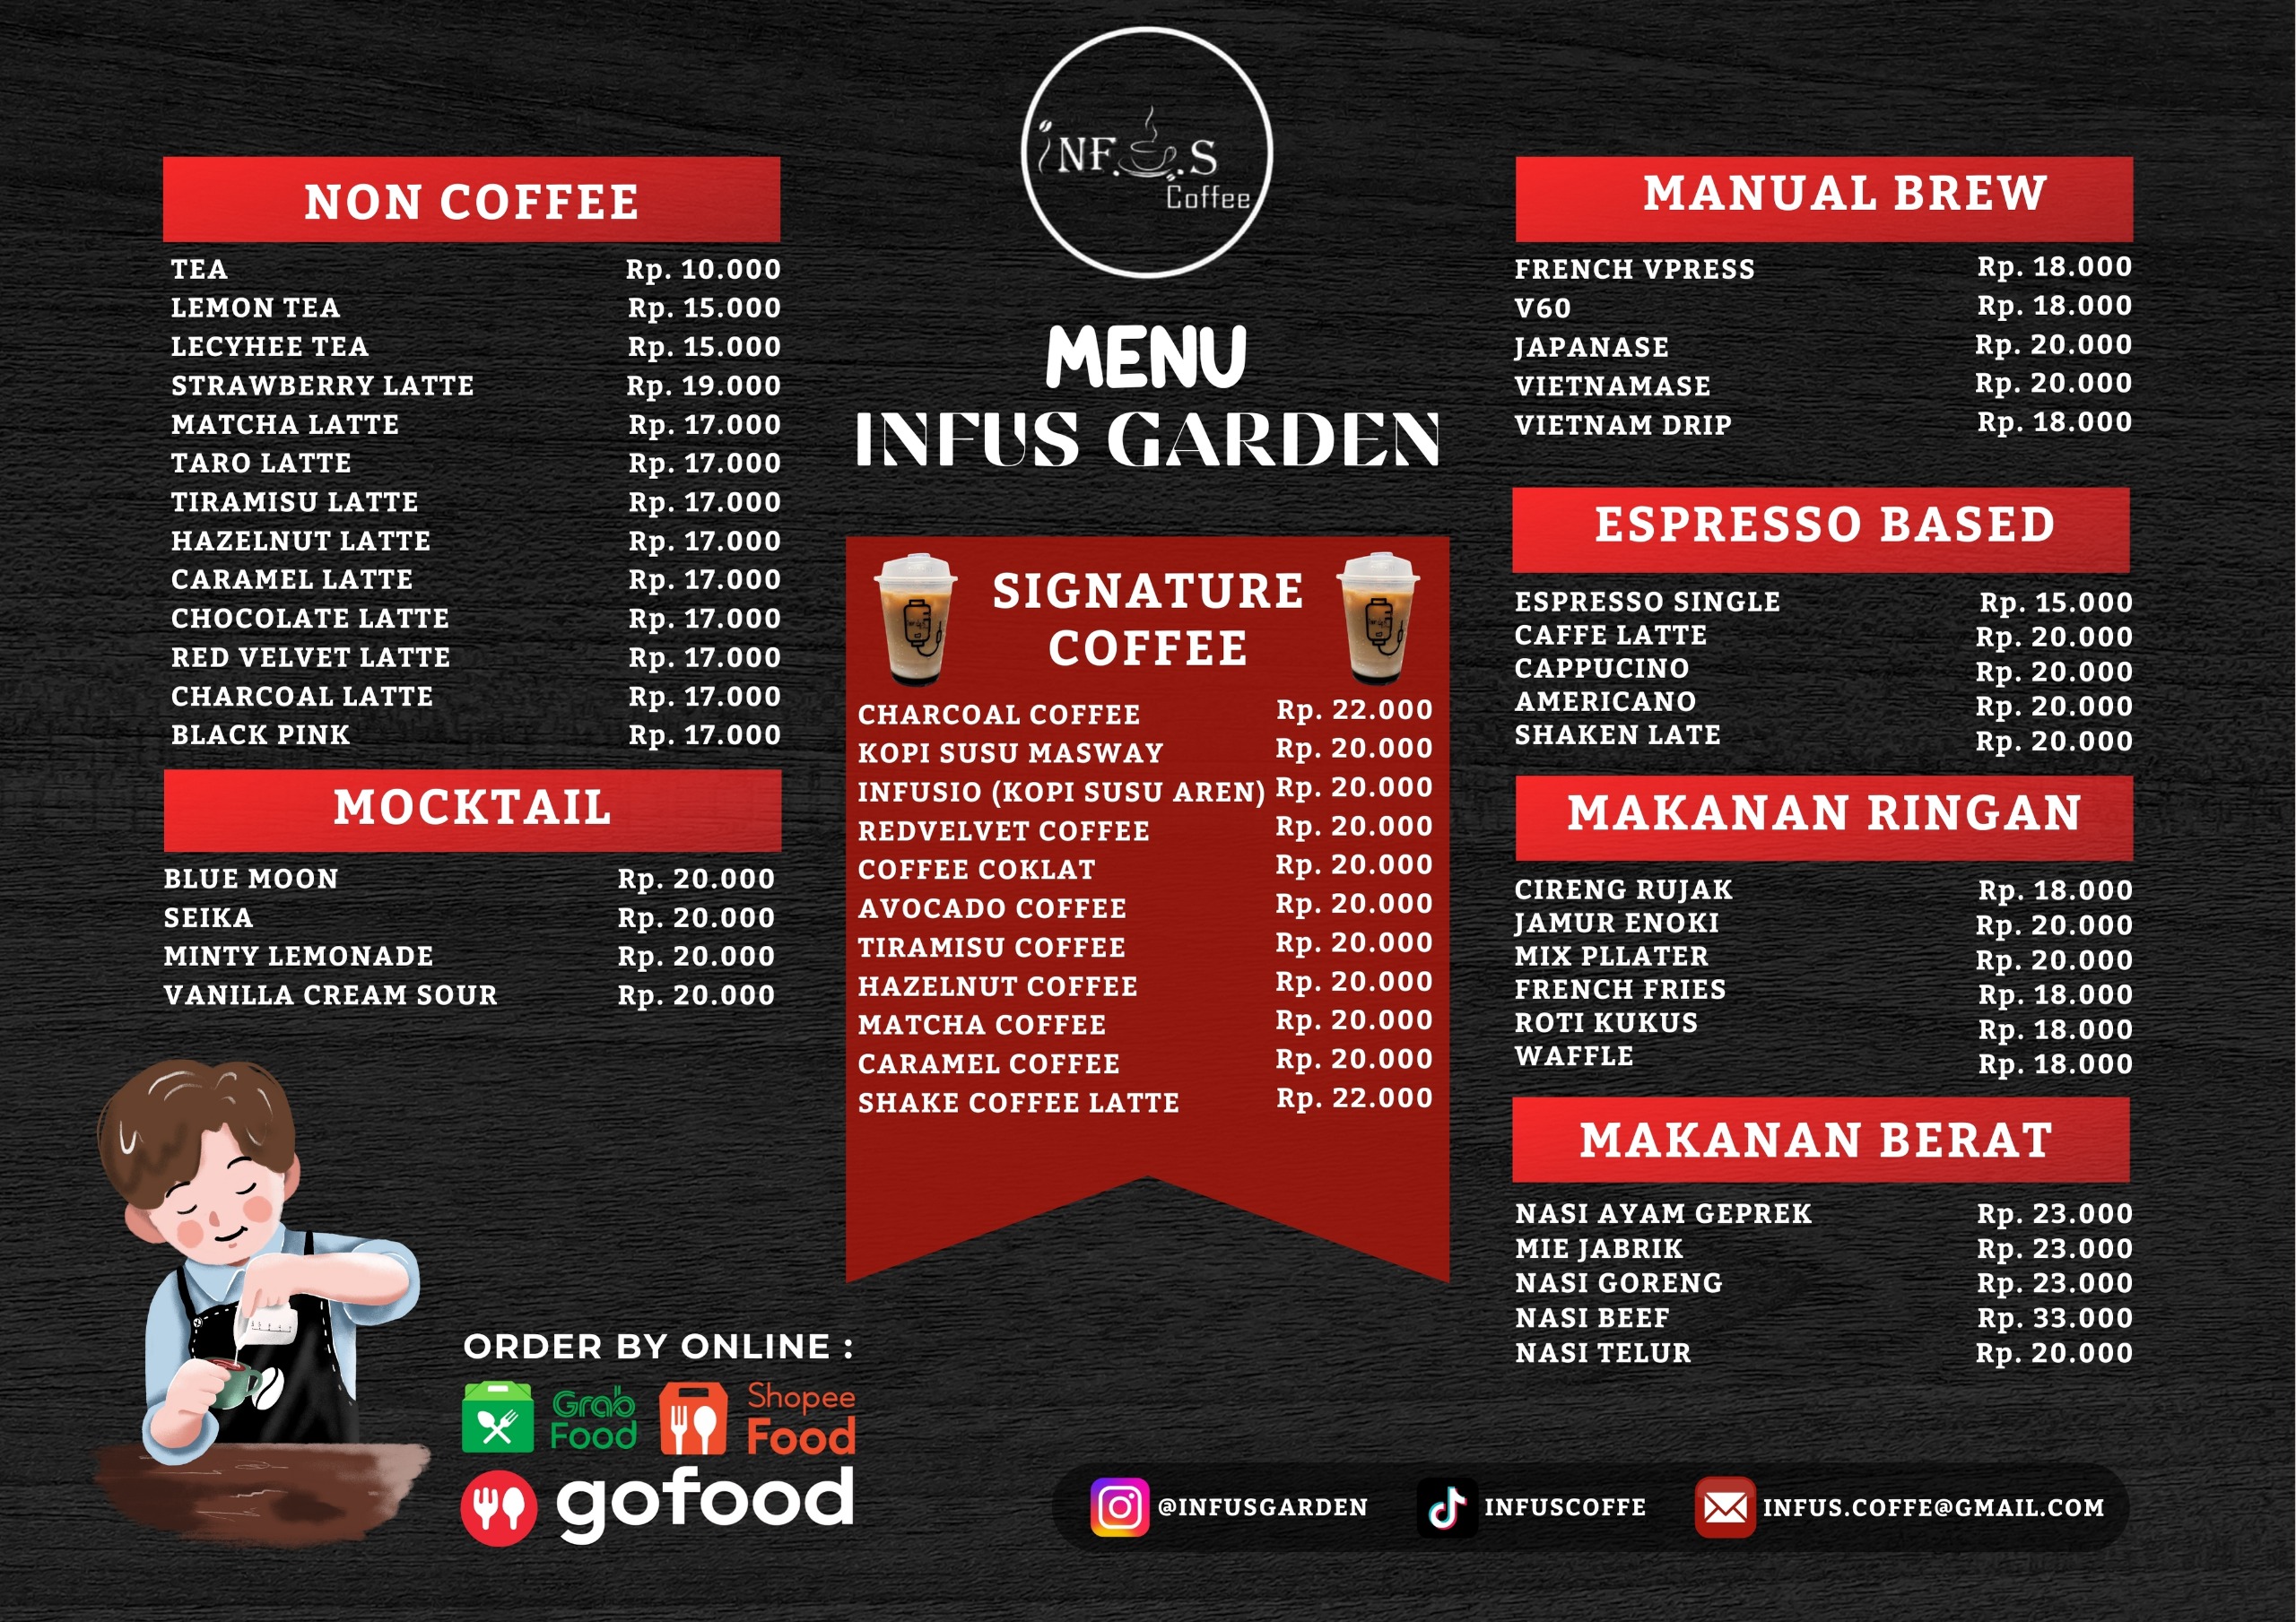 iNF.U.S
Coffee
MENU
INFUS GARDEN
NON COFFEE
TEA Rp. 10.000
LEMON TEA Rp. 15.000
LECYHEE TEA Rp. 15.000
STRAWBERRY LATTE Rp. 19.000
MATCHA LATTE Rp. 17.000
TARO LATTE Rp. 17.000
TIRAMISU LATTE Rp. 17.000
HAZELNUT LATTE Rp. 17.000
CARAMEL LATTE Rp. 17.000
CHOCOLATE LATTE Rp. 17.000
RED VELVET LATTE Rp. 17.000
CHARCOAL LATTE Rp. 17.000
BLACK PINK Rp. 17.000
MOCKTAIL
BLUE MOON Rp. 20.000
SEIKA Rp. 20.000
MINTY LEMONADE Rp. 20.000
VANILLA CREAM SOUR Rp. 20.000
SIGNATURE
COFFEE
CHARCOAL COFFEE Rp. 22.000
KOPI SUSU MASWAY Rp. 20.000
INFUSIO (KOPI SUSU AREN) Rp. 20.000
REDVELVET COFFEE Rp. 20.000
COFFEE COKLAT Rp. 20.000
AVOCADO COFFEE Rp. 20.000
TIRAMISU COFFEE Rp. 20.000
HAZELNUT COFFEE Rp. 20.000
MATCHA COFFEE Rp. 20.000
CARAMEL COFFEE Rp. 20.000
SHAKE COFFEE LATTE Rp. 22.000
MANUAL BREW
FRENCH VPRESS Rp. 18.000
V60 Rp. 18.000
JAPANASE Rp. 20.000
VIETNAMASE Rp. 20.000
VIETNAM DRIP Rp. 18.000
ESPRESSO BASED
ESPRESSO SINGLE Rp. 15.000
CAFFE LATTE Rp. 20.000
CAPPUCINO Rp. 20.000
AMERICANO Rp. 20.000
SHAKEN LATE Rp. 20.000
MAKANAN RINGAN
CIRENG RUJAK Rp. 18.000
JAMUR ENOKI Rp. 20.000
MIX PLLATER Rp. 20.000
FRENCH FRIES Rp. 18.000
ROTI KUKUS Rp. 18.000
WAFFLE Rp. 18.000
MAKANAN BERAT
NASI AYAM GEPREK Rp. 23.000
MIE JABRIK Rp. 23.000
NASI GORENG Rp. 23.000
NASI BEEF Rp. 33.000
NASI TELUR Rp. 20.000
ORDER BY ONLINE :
Grab
Food
Shopee
Food
gofood
@INFUSGARDEN
INFUSCOFFE
INFUS.COFFE@GMAIL.COM